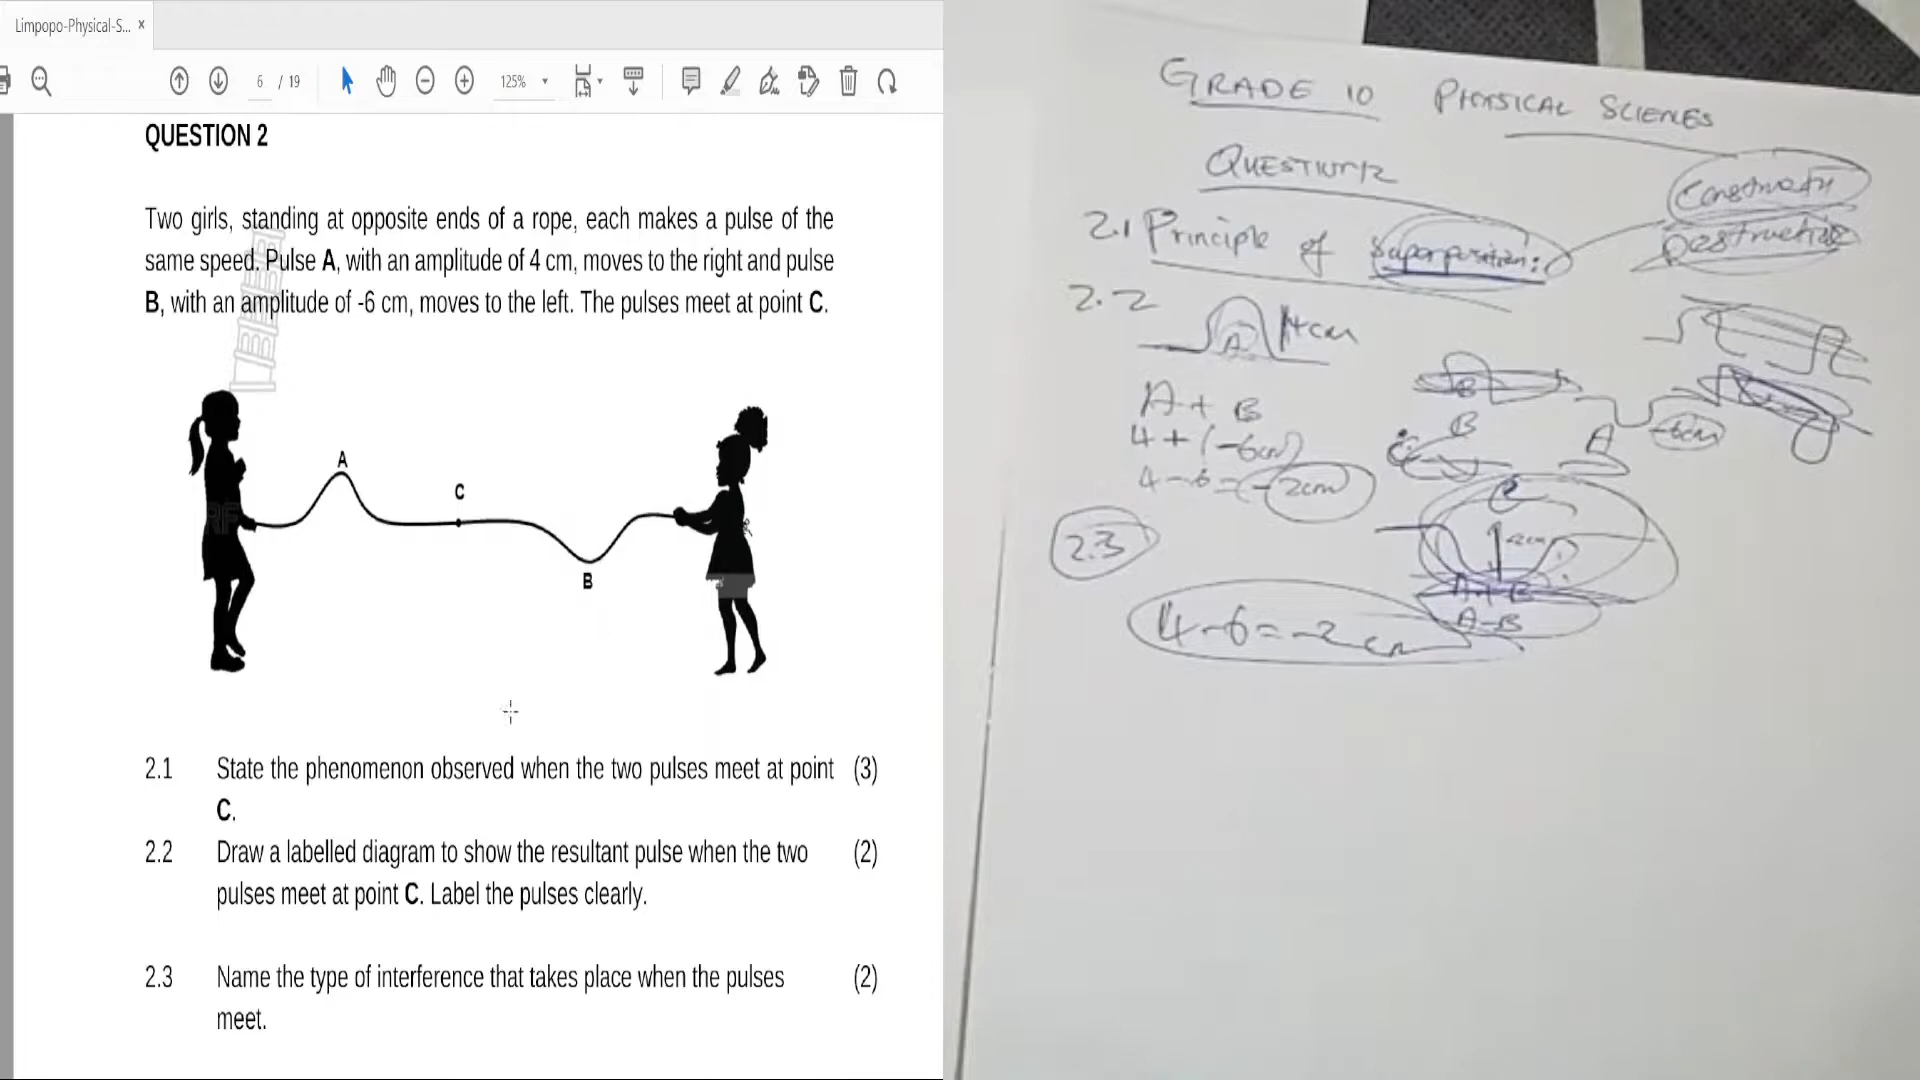 Limpopo-Physical-S... ×
6 / 19
125%
QUESTION 2
Two girls, standing at opposite ends of a rope, each makes a pulse of the
same speed. Pulse A, with an amplitude of 4 cm, moves to the right and pulse
B, with an amplitude of -6 cm, moves to the left. The pulses meet at point C.
A
C
B
2.1 State the phenomenon observed when the two pulses meet at point (3)
C.
2.2 Draw a labelled diagram to show the resultant pulse when the two (2)
pulses meet at point C. Label the pulses clearly.
2.3 Name the type of interference that takes place when the pulses (2)
meet.
GRADE 10 PHYSICAL SCIENCES
Destructive
2.1 Principle of Superposition:
2.2
A 4cm
B
-6cm
A + B
B A
4 + (-6cm)
4 - 6 = -2cm
C
2.3
-2cm
A + B
A - B
4 - 6 = -2 cm